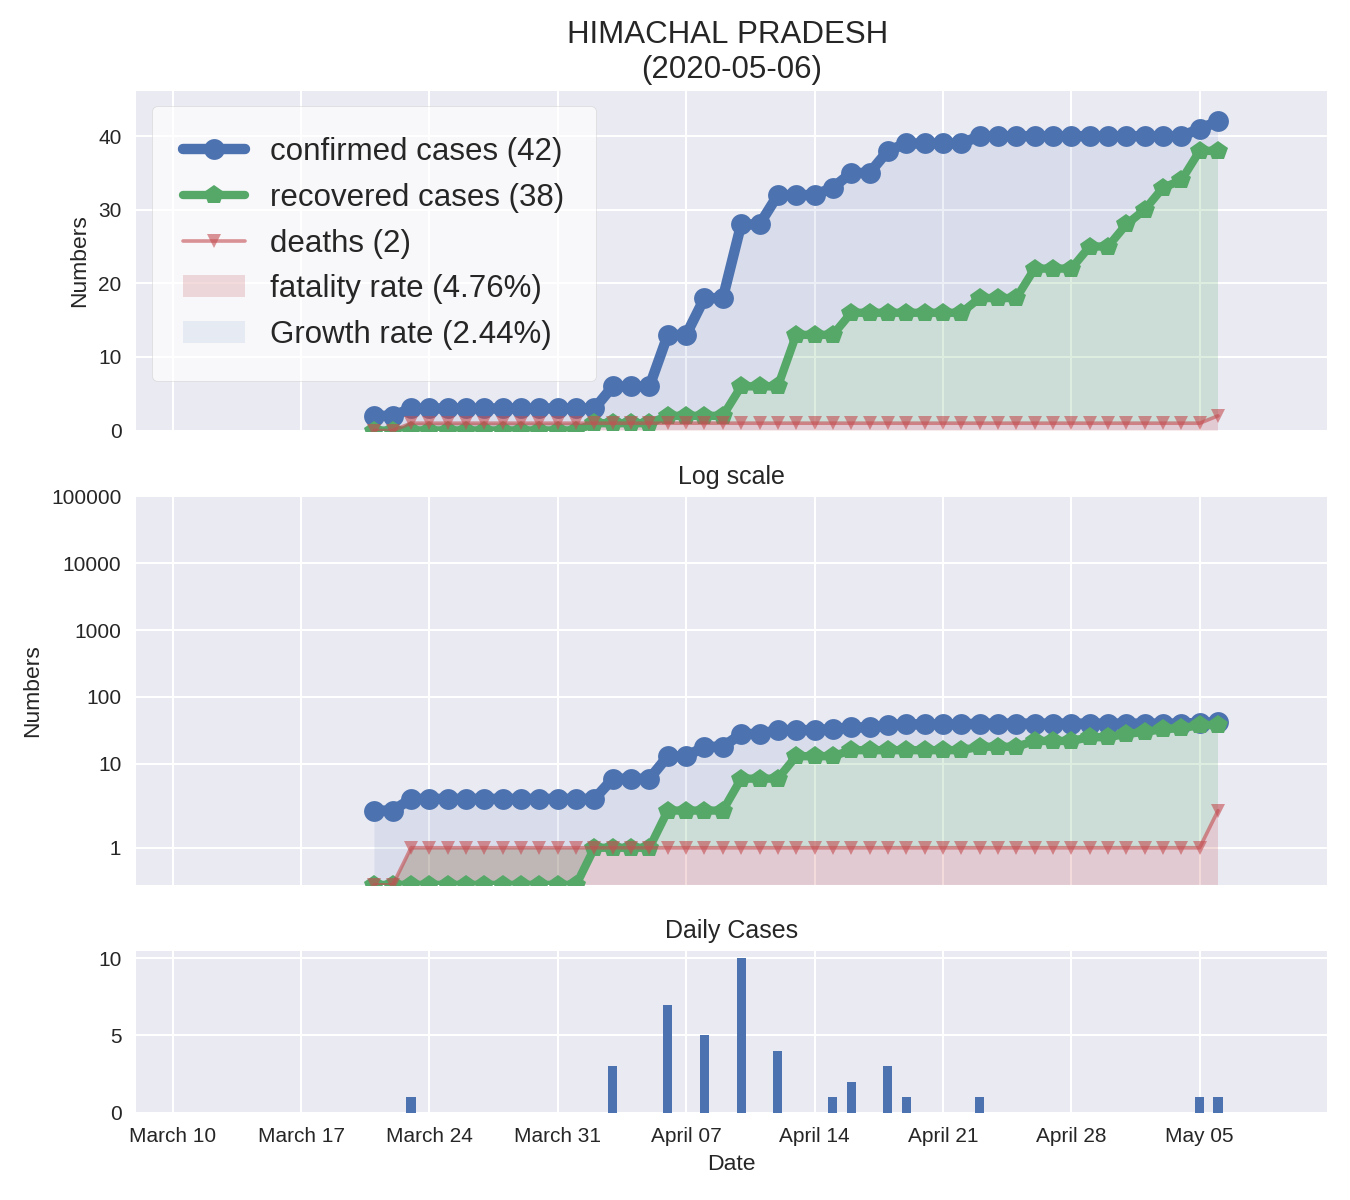 HIMACHAL PRADESH
(2020-05-06)
confirmed cases (42)
recovered cases (38)
deaths (2)
fatality rate (4.76%)
Growth rate (2.44%)
Numbers
40
30
20
10
0
Log scale
Numbers
100000
10000
1000
100
10
1
Daily Cases
10
5
0
March 10 March 17 March 24 March 31 April 07 April 14 April 21 April 28 May 05
Date